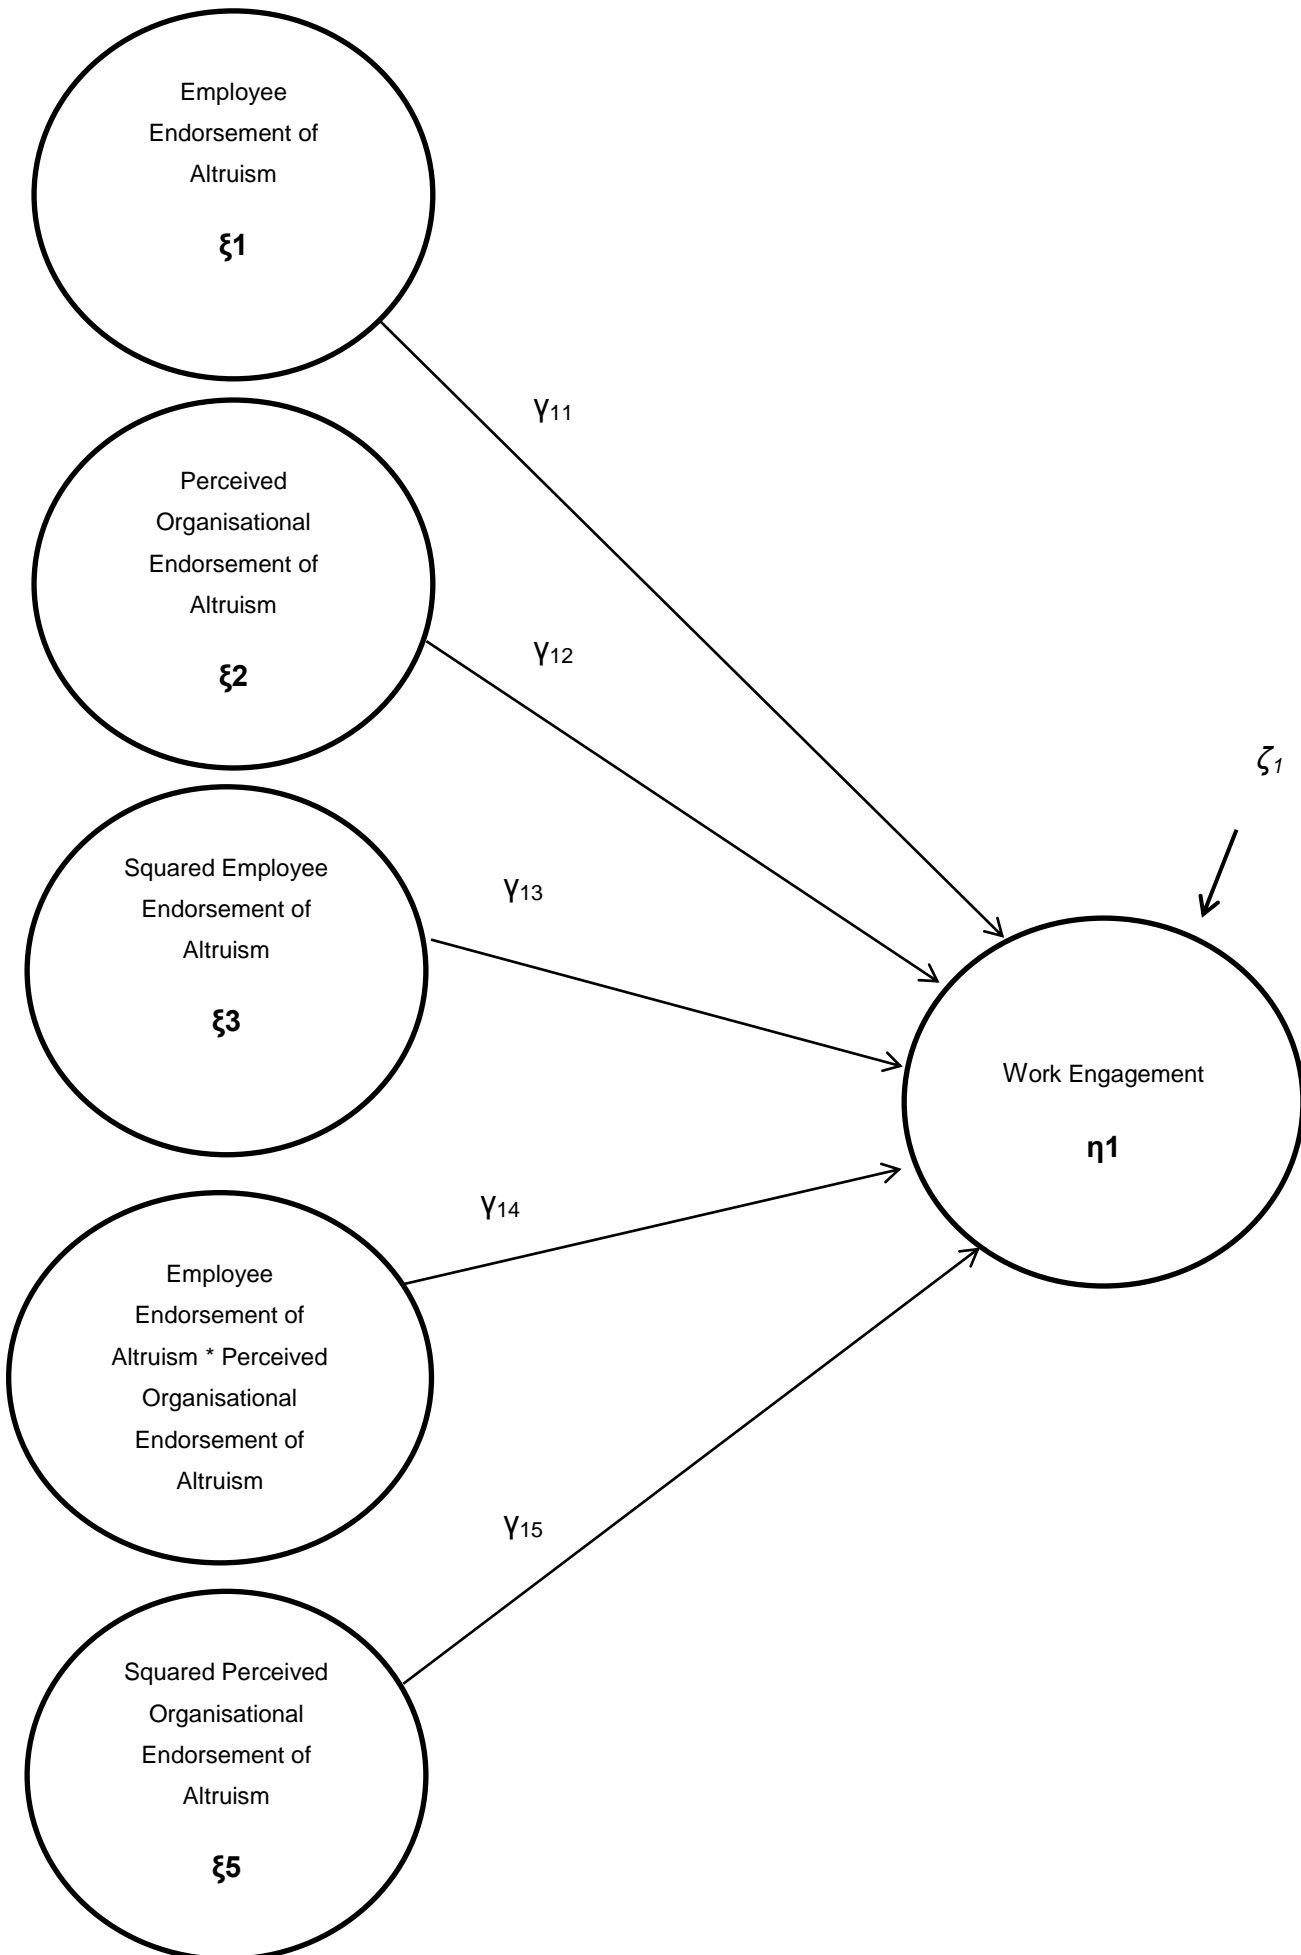 Employee
Endorsement of
Altruism
ξ1
γ11
Perceived
Organisational
Endorsement of
Altruism
ξ2
γ12
ζ1
Squared Employee
Endorsement of
Altruism
ξ3
γ13
Work Engagement
η1
γ14
Employee
Endorsement of
Altruism * Perceived
Organisational
Endorsement of
Altruism
γ15
Squared Perceived
Organisational
Endorsement of
Altruism
ξ5